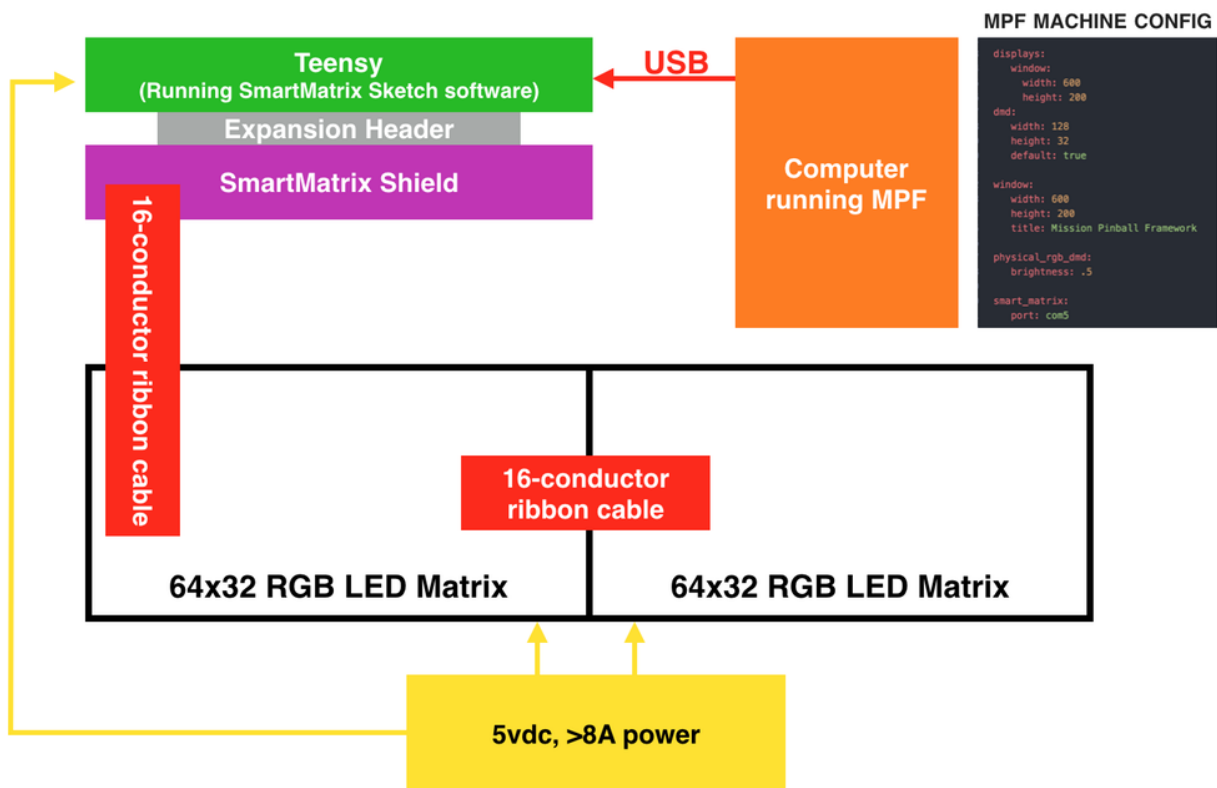 MPF MACHINE CONFIG
Teensy
(Running SmartMatrix Sketch software)
USB
Expansion Header
SmartMatrix Shield
Computer
running MPF
displays:
window:
width: 600
height: 200
dmd:
width: 128
height: 32
default: true
window:
width: 600
height: 200
title: Mission Pinball Framework
physical_rgb_dmd:
brightness: .5
smart_matrix:
port: com5
16-conductor ribbon cable
16-conductor
ribbon cable
64x32 RGB LED Matrix
64x32 RGB LED Matrix
5vdc, >8A power